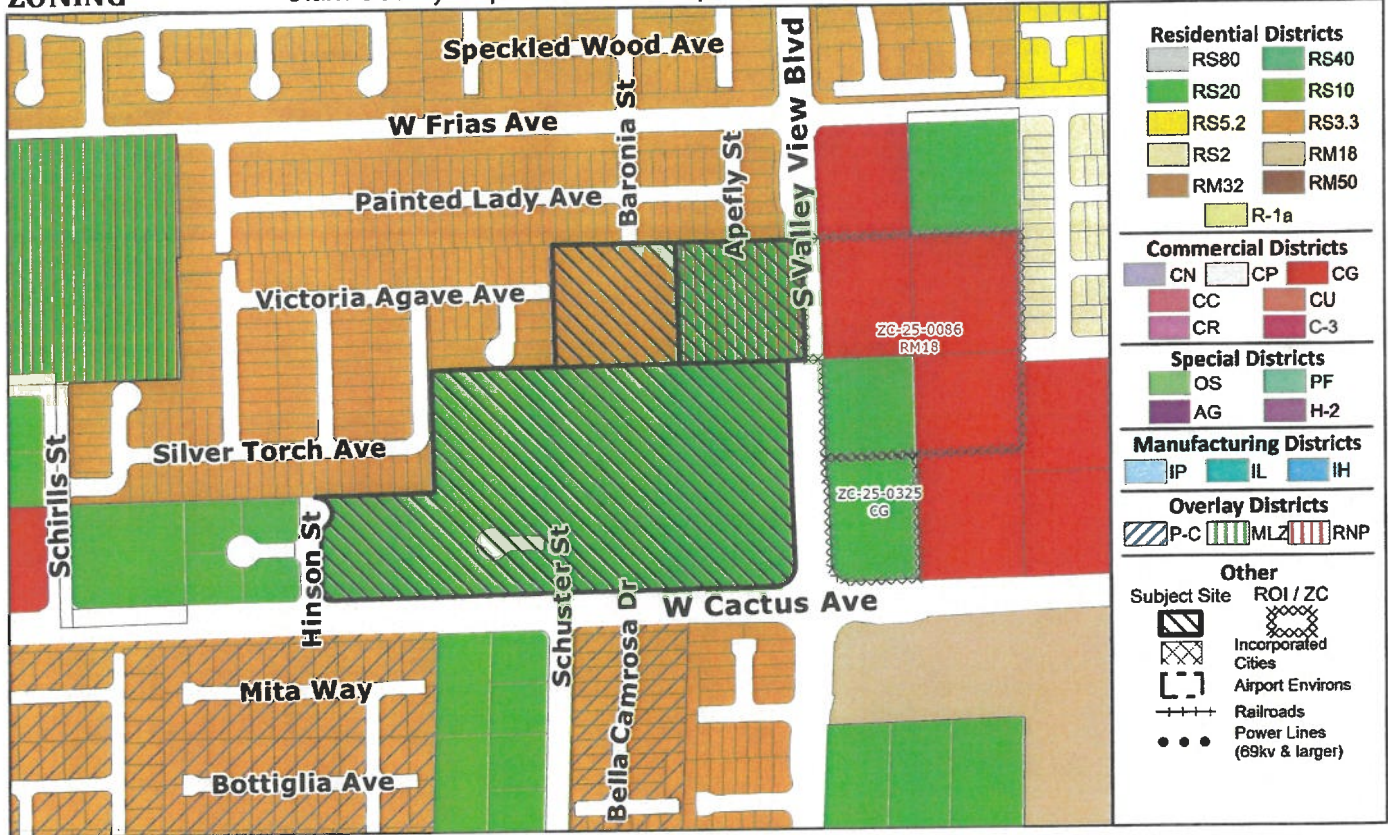 ZONING
Speckled Wood Ave
W Frias Ave
Baronia St
S Valley View Blvd
Apefly St
Painted Lady Ave
Victoria Agave Ave
ZC-25-0086
RM18
Silver Torch Ave
Schirlls St
ZC-25-0325
CG
Hinson St
Schuster St
Bella Camrosa Dr
W Cactus Ave
Mita Way
Bottiglia Ave
Residential Districts
RS80 RS40
RS20 RS10
RS5.2 RS3.3
RS2 RM18
RM32 RM50
R-1a
Commercial Districts
CN CP CG
CC CU
CR C-3
Special Districts
OS PF
AG H-2
Manufacturing Districts
IP IL IH
Overlay Districts
P-C MLZ RNP
Other
Subject Site ROI / ZC
Incorporated
Cities
Airport Environs
Railroads
Power Lines
(69kv & larger)